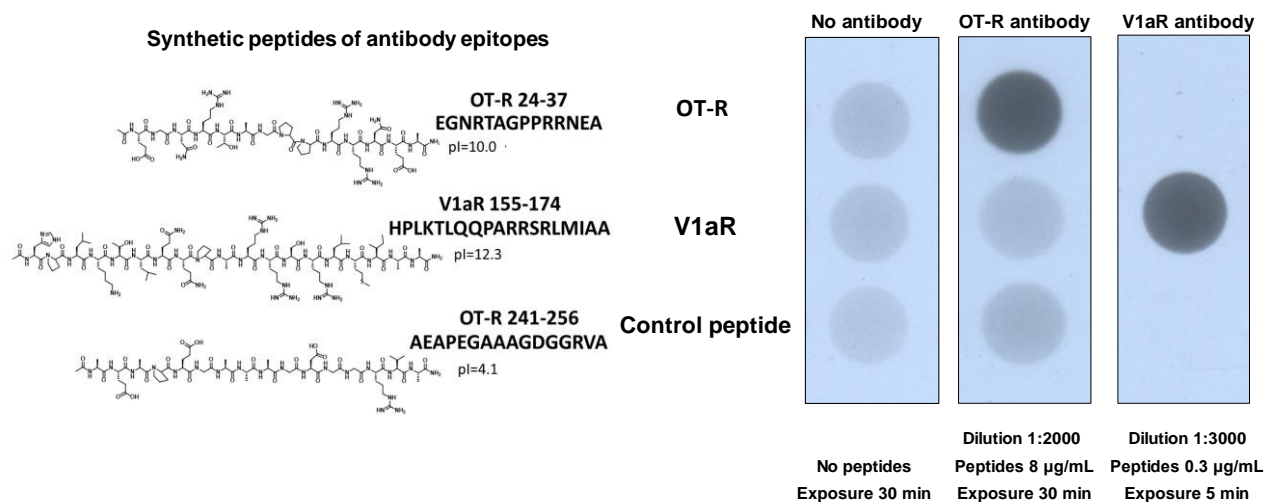 Synthetic peptides of antibody epitopes
OT-R 24-37
EGNRTAGPPRRNEA
pI=10.0
V1aR 155-174
HPLKTLQQPARRSRLMIAA
pI=12.3
OT-R 241-256
AEAPEGAAAGDGGRVA
pI=4.1
OT-R
V1aR
Control peptide
No antibody
OT-R antibody
V1aR antibody
No peptides
Exposure 30 min
Dilution 1:2000
Peptides 8 µg/mL
Exposure 30 min
Dilution 1:3000
Peptides 0.3 µg/mL
Exposure 5 min